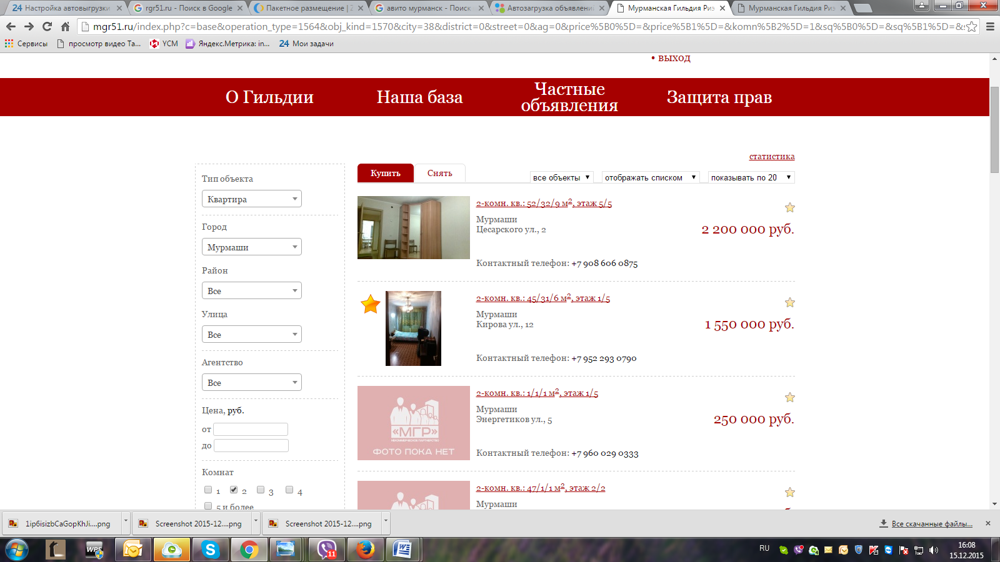 24 Настройка автовыгрузки
rgr51.ru - Поиск в Google
Пакетное размещение | 2
авито мурманск - Поиск
Автозагрузка объявлени
Мурманская Гильдия Риэ
Мурманская Гильдия Риэ
mgr51.ru/index.php?c=base&operation_type=1564&obj_kind=1570&city=38&district=0&street=0&ag=0&price%5B0%5D=&price%5B1%5D=&komn%5B2%5D=1&sq%5B0%5D=&sq%5B1%5D=&s
Сервисы
просмотр видео Та...
YCM
Яндекс.Метрика: in...
24 Мои задачи
• выход
О Гильдии
Наша база
Частные
объявления
Защита прав
статистика
Тип объекта
Квартира
Город
Мурмаши
Район
Все
Улица
Все
Агентство
Все
Цена, руб.
от
до
Комнат
1 2 3 4
5 и более
Купить
Снять
все объекты
отображать списком
показывать по 20
2-комн. кв.: 52/32/9 м², этаж 5/5
Мурмаши
Цесарского ул., 2
2 200 000 руб.
Контактный телефон: +7 908 606 0875
2-комн. кв.: 45/31/6 м², этаж 1/5
Мурмаши
Кирова ул., 12
1 550 000 руб.
Контактный телефон: +7 952 293 0790
«МГР»
НЕКОММЕРЧЕСКОЕ ПАРТНЕРСТВО
ФОТО ПОКА НЕТ
2-комн. кв.: 1/1/1 м², этаж 1/5
Мурмаши
Энергетиков ул., 5
250 000 руб.
Контактный телефон: +7 960 029 0333
2-комн. кв.: 47/1/1 м², этаж 2/2
Мурмаши
1ip6isizbCaGopKhJi....png
Screenshot 2015-12....png
Screenshot 2015-12....png
Все скачанные файлы...
WPS
11
RU
16:08
15.12.2015